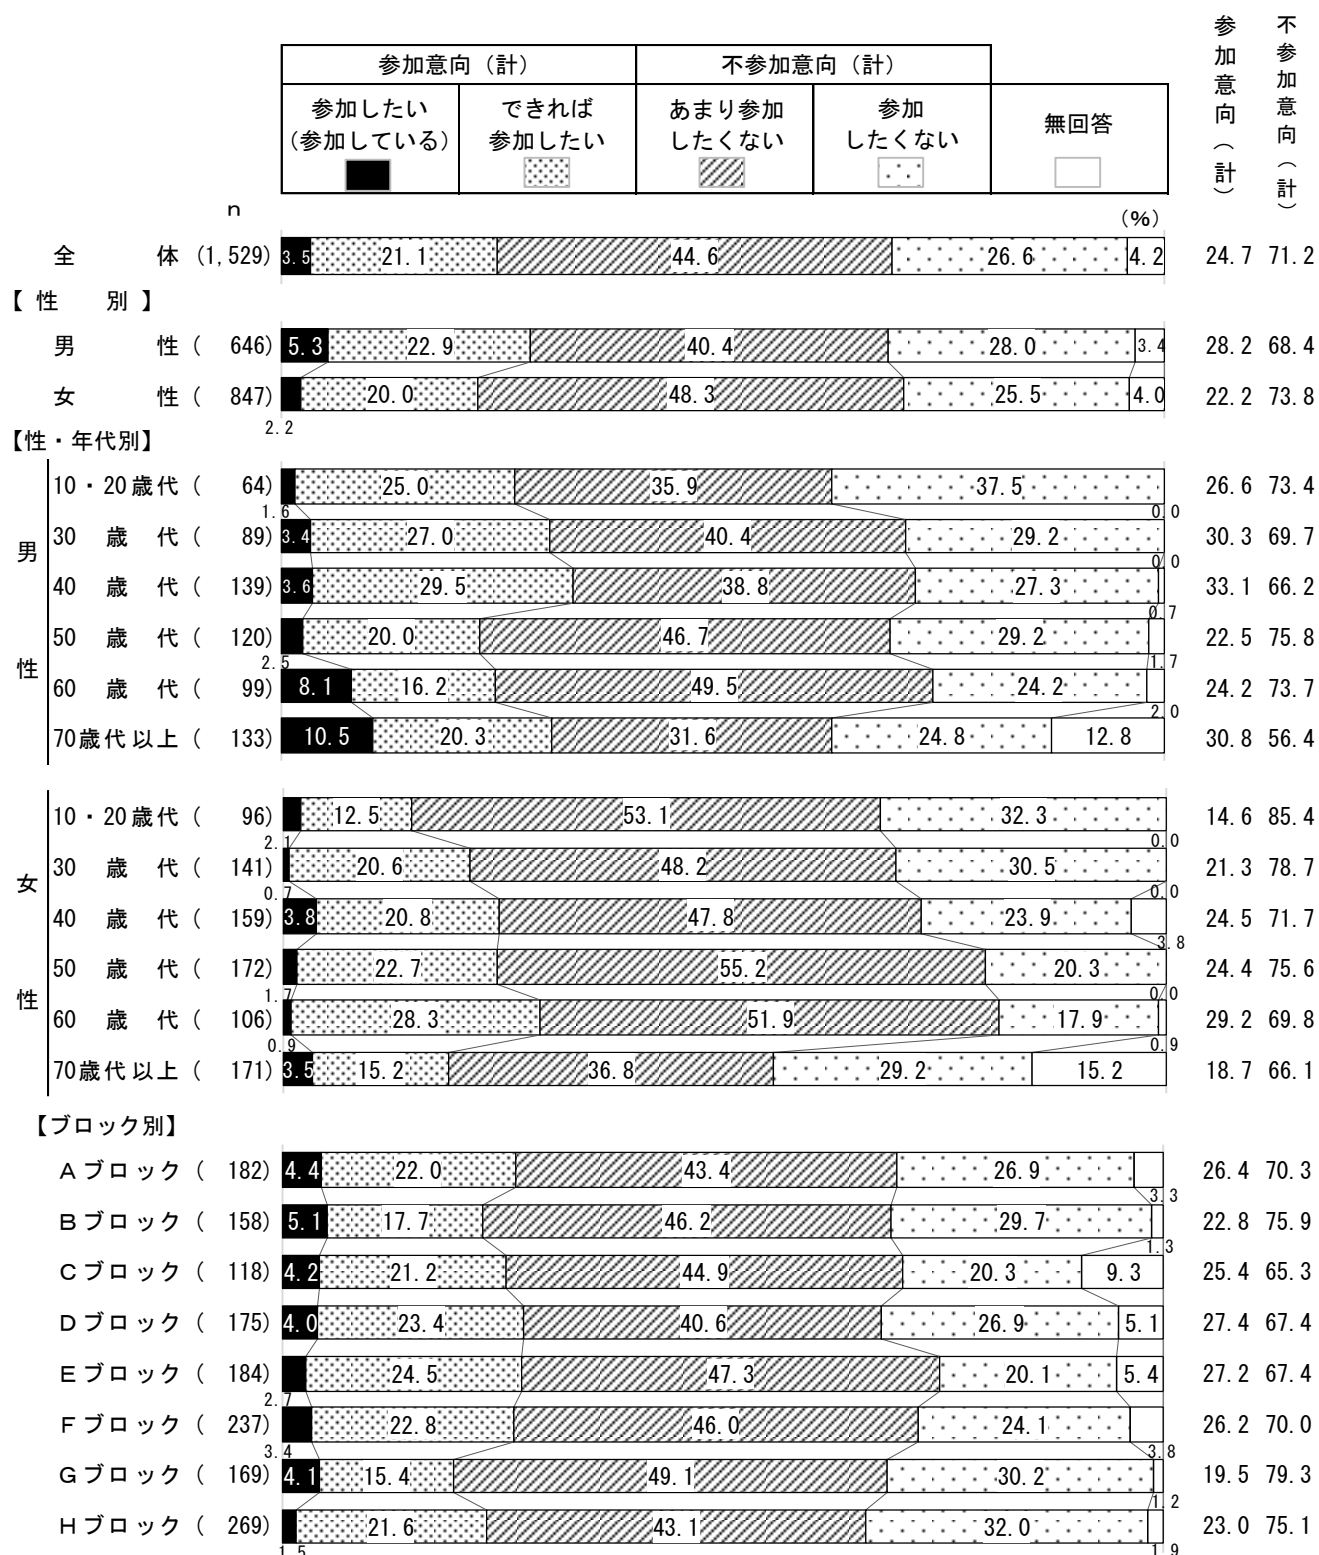 参加意向（計） 不参加意向（計）
参加したい できれば あまり参加 参加 無回答
（参加している） 参加したい したくない したくない
参加意向（計） 不参加意向（計）
n （％）
全 体 (1,529) 3.5 21.1 44.6 26.6 4.2 24.7 71.2
【 性 別 】
男 性 ( 646) 5.3 22.9 40.4 28.0 3.4 28.2 68.4
女 性 ( 847) 2.2 20.0 48.3 25.5 4.0 22.2 73.8
【性・年代別】
男性
10・20歳代 ( 64) 1.6 25.0 35.9 37.5 0.0 26.6 73.4
30 歳 代 ( 89) 3.4 27.0 40.4 29.2 0.0 30.3 69.7
40 歳 代 ( 139) 3.6 29.5 38.8 27.3 0.7 33.1 66.2
50 歳 代 ( 120) 2.5 20.0 46.7 29.2 1.7 22.5 75.8
60 歳 代 ( 99) 8.1 16.2 49.5 24.2 2.0 24.2 73.7
70歳代以上 ( 133) 10.5 20.3 31.6 24.8 12.8 30.8 56.4
女性
10・20歳代 ( 96) 2.1 12.5 53.1 32.3 0.0 14.6 85.4
30 歳 代 ( 141) 0.7 20.6 48.2 30.5 0.0 21.3 78.7
40 歳 代 ( 159) 3.8 20.8 47.8 23.9 3.8 24.5 71.7
50 歳 代 ( 172) 1.7 22.7 55.2 20.3 0.0 24.4 75.6
60 歳 代 ( 106) 0.9 28.3 51.9 17.9 0.9 29.2 69.8
70歳代以上 ( 171) 3.5 15.2 36.8 29.2 15.2 18.7 66.1
【ブロック別】
Ａブロック ( 182) 4.4 22.0 43.4 26.9 3.3 26.4 70.3
Ｂブロック ( 158) 5.1 17.7 46.2 29.7 1.3 22.8 75.9
Ｃブロック ( 118) 4.2 21.2 44.9 20.3 9.3 25.4 65.3
Ｄブロック ( 175) 4.0 23.4 40.6 26.9 5.1 27.4 67.4
Ｅブロック ( 184) 2.7 24.5 47.3 20.1 5.4 27.2 67.4
Ｆブロック ( 237) 3.4 22.8 46.0 24.1 3.8 26.2 70.0
Ｇブロック ( 169) 4.1 15.4 49.1 30.2 1.2 19.5 79.3
Ｈブロック ( 269) 1.5 21.6 43.1 32.0 1.9 23.0 75.1